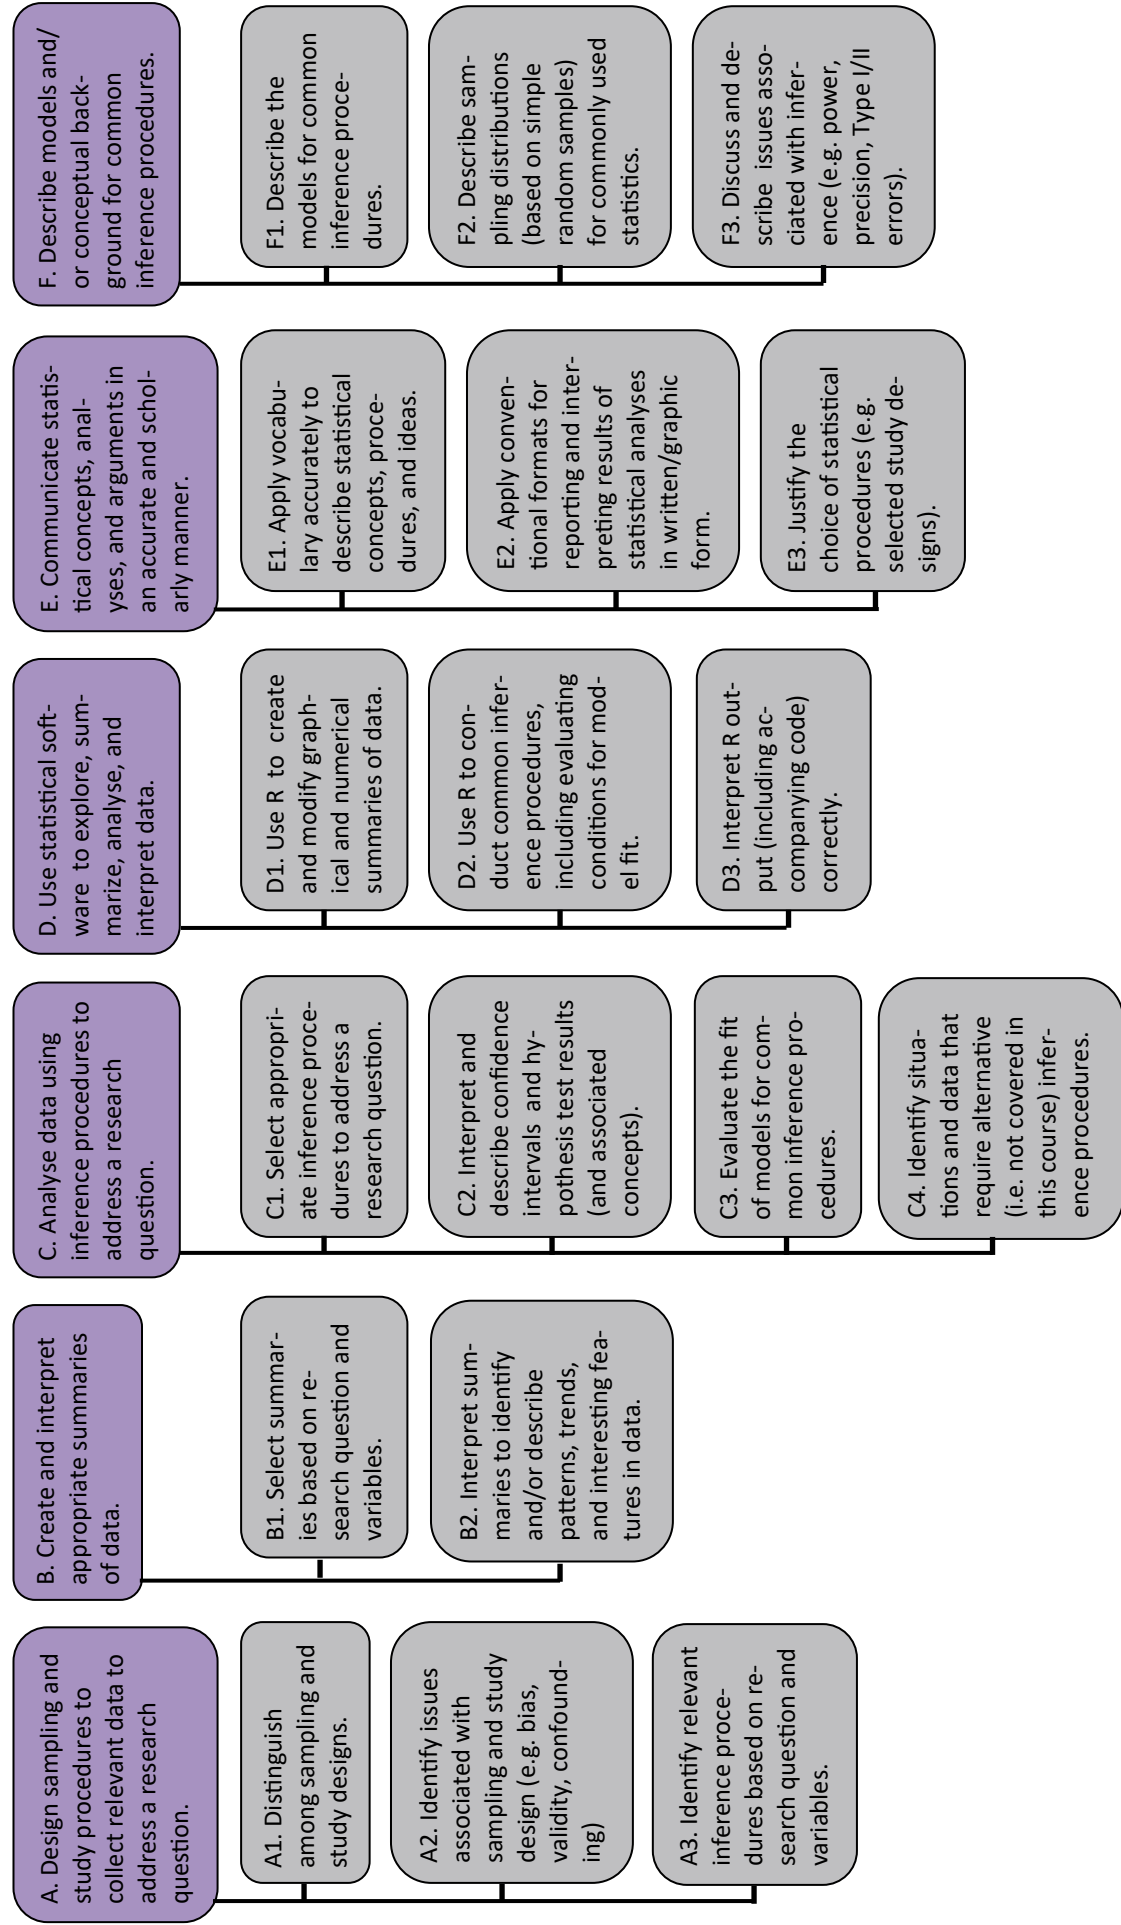 A. Design sampling and
study procedures to
collect relevant data to
address a research
question.
A1. Distinguish
among sampling and
study designs.
A2. Identify issues
associated with
sampling and study
design (e.g. bias,
validity, confound-
ing)
A3. Identify relevant
inference proce-
dures based on re-
search question and
variables.
B. Create and interpret
appropriate summaries
of data.
B1. Select summar-
ies based on re-
search question and
variables.
B2. Interpret sum-
maries to identify
and/or describe
patterns, trends,
and interesting fea-
tures in data.
C. Analyse data using
inference procedures to
address a research
question.
C1. Select appropri-
ate inference proce-
dures to address a
research question.
C2. Interpret and
describe confidence
intervals and hy-
pothesis test results
(and associated
concepts).
C3. Evaluate the fit
of models for com-
mon inference pro-
cedures.
C4. Identify situa-
tions and data that
require alternative
(i.e. not covered in
this course) infer-
ence procedures.
D. Use statistical soft-
ware to explore, sum-
marize, analyse, and
interpret data.
D1. Use R to create
and modify graph-
ical and numerical
summaries of data.
D2. Use R to con-
duct common infer-
ence procedures,
including evaluating
conditions for mod-
el fit.
D3. Interpret R out-
put (including ac-
companying code)
correctly.
E. Communicate statis-
tical concepts, anal-
yses, and arguments in
an accurate and schol-
arly manner.
E1. Apply vocabu-
lary accurately to
describe statistical
concepts, proce-
dures, and ideas.
E2. Apply conven-
tional formats for
reporting and inter-
preting results of
statistical analyses
in written/graphic
form.
E3. Justify the
choice of statistical
procedures (e.g.
selected study de-
signs).
F. Describe models and/
or conceptual back-
ground for common
inference procedures.
F1. Describe the
models for common
inference proce-
dures.
F2. Describe sam-
pling distributions
(based on simple
random samples)
for commonly used
statistics.
F3. Discuss and de-
scribe issues asso-
ciated with infer-
ence (e.g. power,
precision, Type I/II
errors).